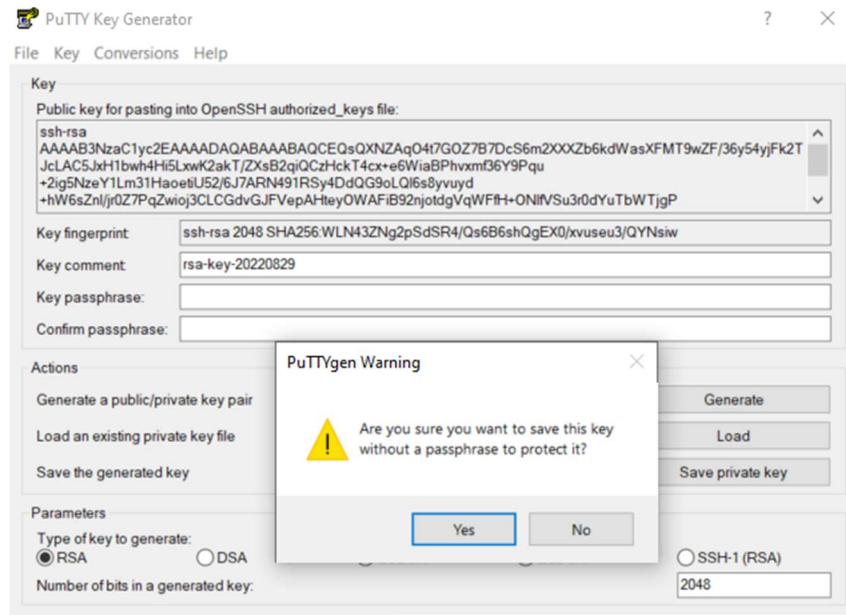 PuTTY Key Generator
File Key Conversions Help
Key
Public key for pasting into OpenSSH authorized_keys file:
ssh-rsa
AAAAB3NzaC1yc2EAAAADAQABAAABAQCEQsQXNZAqO4t7GOZ7B7DcS6m2XXXZb6kdWasXFMT9wZF/36y54yjFk2T
JcLAC5JxH1bwh4Hi5LxwK2akT/ZXsB2qiQCzHckT4cx+e6WiaBPhvxmf36Y9Pqu
+2ig5NzeY1Lm31HaoetiU52/6J7ARN491RSy4DdQG9oLQl6s8yvuyd
+hW6sZnl/jr0Z7PqZwioj3CLCGdvGJFVepAHteyOWAFiB92njotdgVqWFfH+ONlfVSu3r0dYuTbWTjgP
Key fingerprint: ssh-rsa 2048 SHA256:WLN43ZNg2pSdSR4/Qs6B6shQgEX0/xvuseu3/QYNsiw
Key comment: rsa-key-20220829
Key passphrase:
Confirm passphrase:
PuTTYgen Warning
Are you sure you want to save this key
without a passphrase to protect it?
Yes No
Actions
Generate a public/private key pair Generate
Load an existing private key file Load
Save the generated key Save private key
Parameters
Type of key to generate:
RSA DSA SSH-1 (RSA)
Number of bits in a generated key: 2048